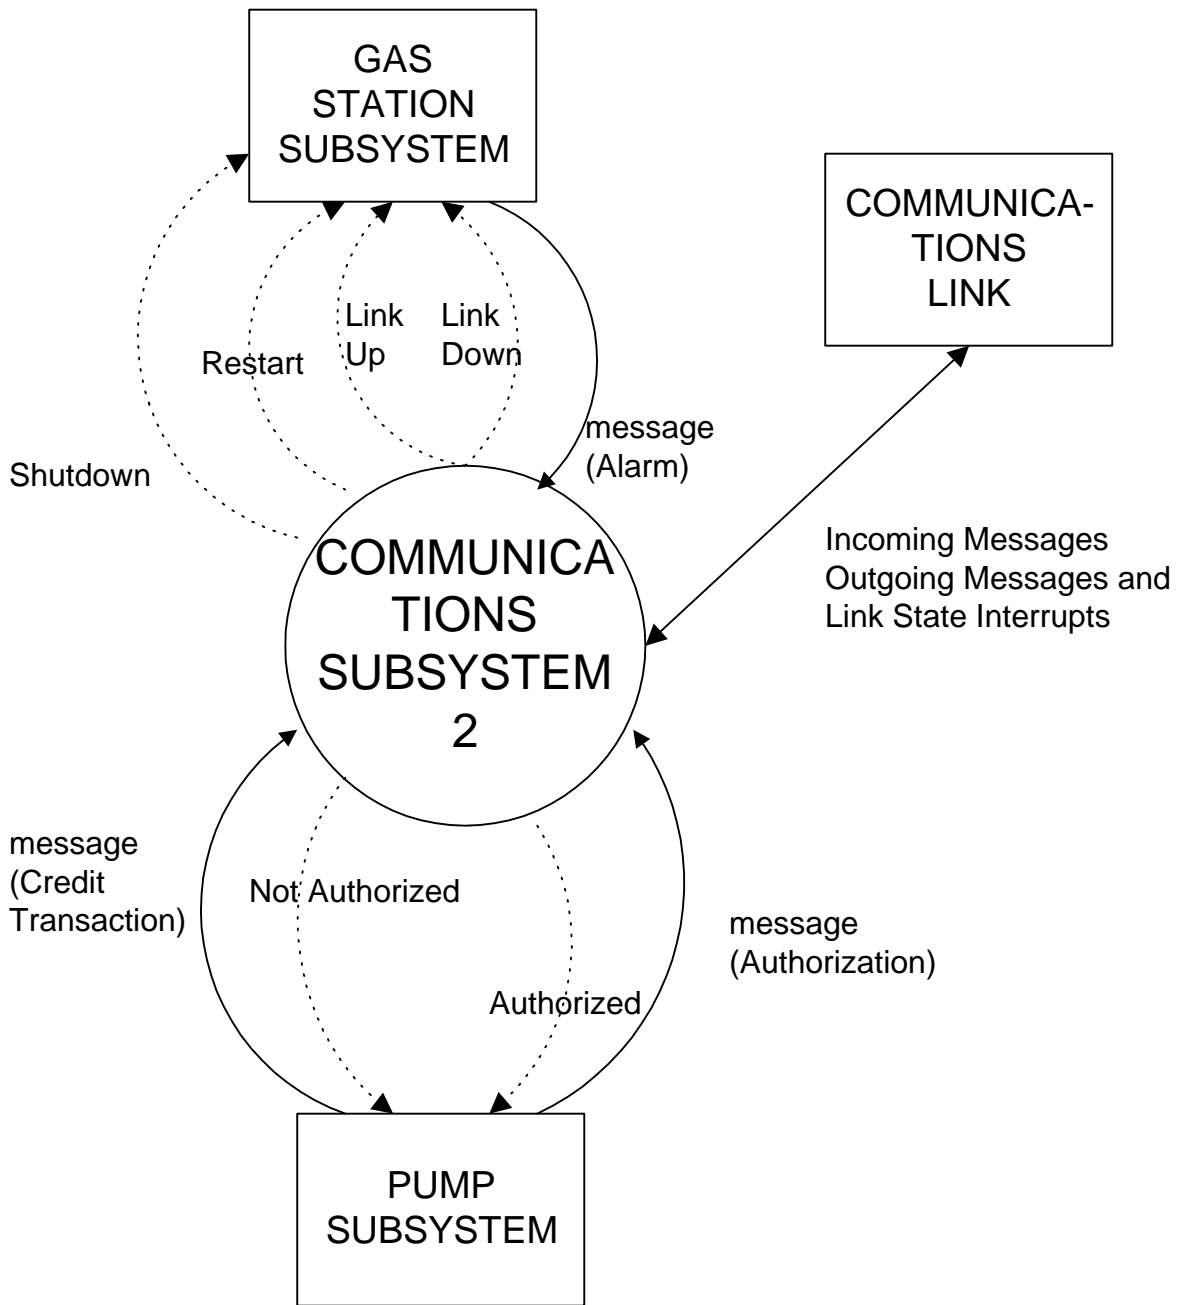 GAS
STATION
SUBSYSTEM
COMMUNICA-
TIONS
LINK
Link
Up
Link
Down
Restart
message
(Alarm)
Shutdown
Incoming Messages
Outgoing Messages and
Link State Interrupts
COMMUNICA
TIONS
SUBSYSTEM
2
message
(Credit
Transaction)
Not Authorized
message
(Authorization)
Authorized
PUMP
SUBSYSTEM